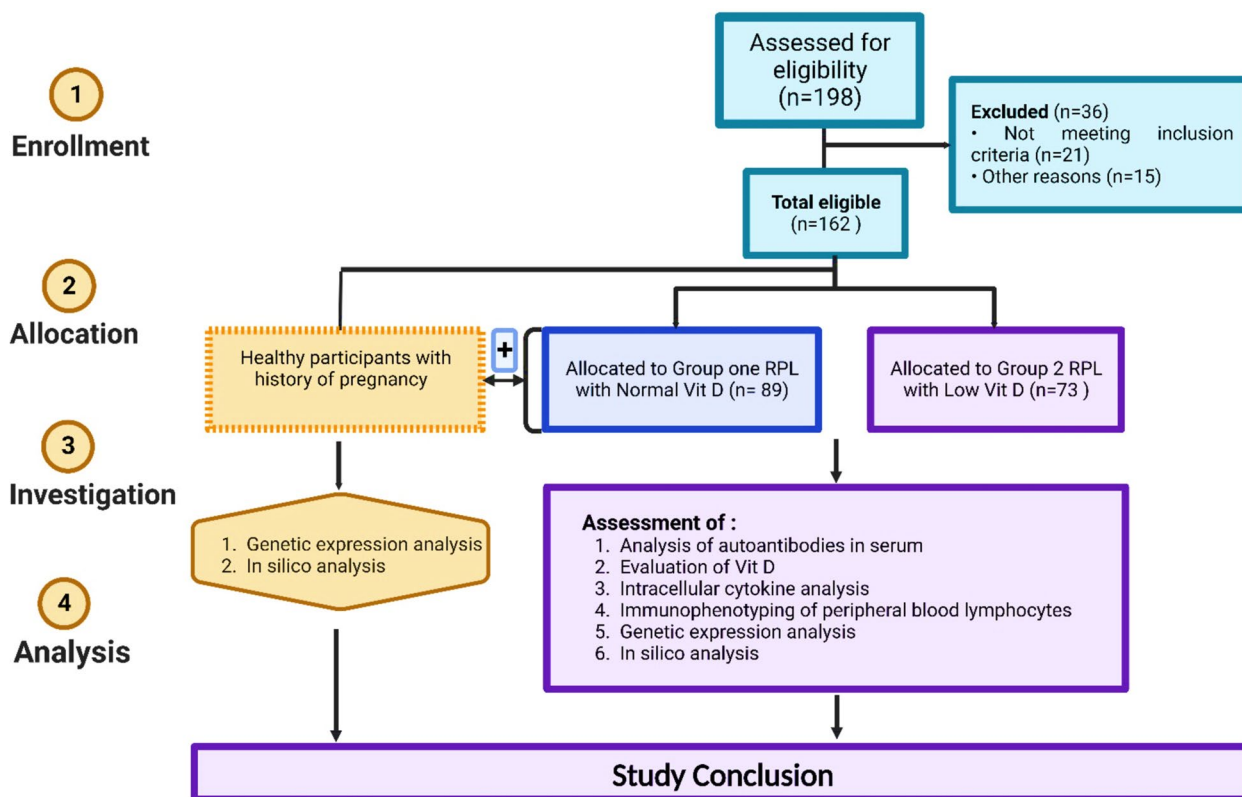 1
Enrollment
Assessed for
eligibility
(n=198)
Excluded (n=36)
• Not meeting inclusion
criteria (n=21)
• Other reasons (n=15)
Total eligible
(n=162 )
2
Allocation
Healthy participants with
history of pregnancy
+
Allocated to Group one RPL
with Normal Vit D (n= 89)
Allocated to Group 2 RPL
with Low Vit D (n=73 )
3
Investigation
1. Genetic expression analysis
2. In silico analysis
Assessment of :
1. Analysis of autoantibodies in serum
2. Evaluation of Vit D
3. Intracellular cytokine analysis
4. Immunophenotyping of peripheral blood lymphocytes
5. Genetic expression analysis
6. In silico analysis
4
Analysis
Study Conclusion